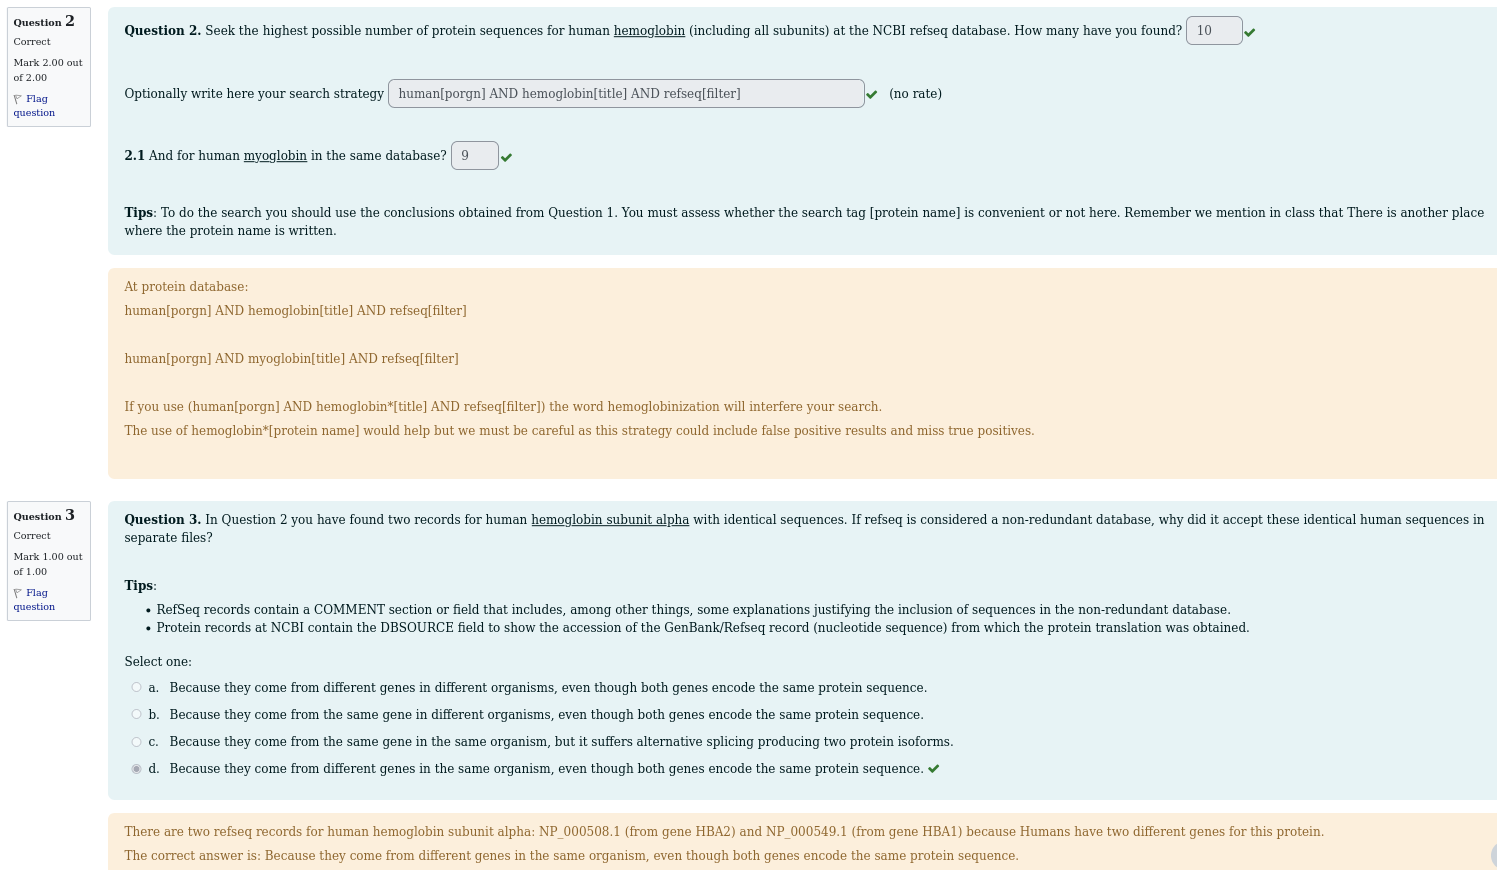 Question 2
Correct
Mark 2.00 out
of 2.00
Flag
question
Question 2. Seek the highest possible number of protein sequences for human hemoglobin (including all subunits) at the NCBI refseq database. How many have you found? 10
Optionally write here your search strategy human[porgn] AND hemoglobin[title] AND refseq[filter] (no rate)
2.1 And for human myoglobin in the same database? 9
Tips: To do the search you should use the conclusions obtained from Question 1. You must assess whether the search tag [protein name] is convenient or not here. Remember we mention in class that There is another place
where the protein name is written.
At protein database:
human[porgn] AND hemoglobin[title] AND refseq[filter]
human[porgn] AND myoglobin[title] AND refseq[filter]
If you use (human[porgn] AND hemoglobin*[title] AND refseq[filter]) the word hemoglobinization will interfere your search.
The use of hemoglobin*[protein name] would help but we must be careful as this strategy could include false positive results and miss true positives.
Question 3
Correct
Mark 1.00 out
of 1.00
Flag
question
Question 3. In Question 2 you have found two records for human hemoglobin subunit alpha with identical sequences. If refseq is considered a non-redundant database, why did it accept these identical human sequences in
separate files?
Tips:
• RefSeq records contain a COMMENT section or field that includes, among other things, some explanations justifying the inclusion of sequences in the non-redundant database.
• Protein records at NCBI contain the DBSOURCE field to show the accession of the GenBank/Refseq record (nucleotide sequence) from which the protein translation was obtained.
Select one:
a. Because they come from different genes in different organisms, even though both genes encode the same protein sequence.
b. Because they come from the same gene in different organisms, even though both genes encode the same protein sequence.
c. Because they come from the same gene in the same organism, but it suffers alternative splicing producing two protein isoforms.
d. Because they come from different genes in the same organism, even though both genes encode the same protein sequence.
There are two refseq records for human hemoglobin subunit alpha: NP_000508.1 (from gene HBA2) and NP_000549.1 (from gene HBA1) because Humans have two different genes for this protein.
The correct answer is: Because they come from different genes in the same organism, even though both genes encode the same protein sequence.